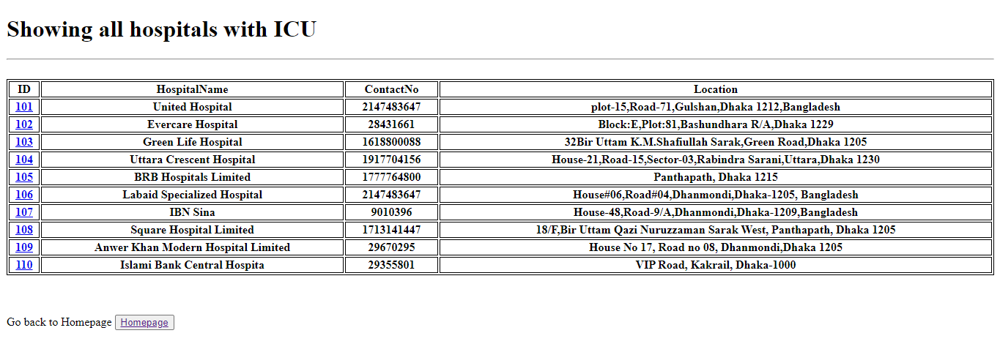 Showing all hospitals with ICU
ID HospitalName ContactNo Location
101 United Hospital 2147483647 plot-15,Road-71,Gulshan,Dhaka 1212,Bangladesh
102 Evercare Hospital 28431661 Block:E,Plot:81,Bashundhara R/A,Dhaka 1229
103 Green Life Hospital 1618800088 32Bir Uttam K.M.Shafiullah Sarak,Green Road,Dhaka 1205
104 Uttara Crescent Hospital 1917704156 House-21,Road-15,Sector-03,Rabindra Sarani,Uttara,Dhaka 1230
105 BRB Hospitals Limited 1777764800 Panthapath, Dhaka 1215
106 Labaid Specialized Hospital 2147483647 House#06,Road#04,Dhanmondi,Dhaka-1205, Bangladesh
107 IBN Sina 9010396 House-48,Road-9/A,Dhanmondi,Dhaka-1209,Bangladesh
108 Square Hospital Limited 1713141447 18/F,Bir Uttam Qazi Nuruzzaman Sarak West, Panthapath, Dhaka 1205
109 Anwer Khan Modern Hospital Limited 29670295 House No 17, Road no 08, Dhanmondi,Dhaka 1205
110 Islami Bank Central Hospita 29355801 VIP Road, Kakrail, Dhaka-1000
Go back to Homepage Homepage